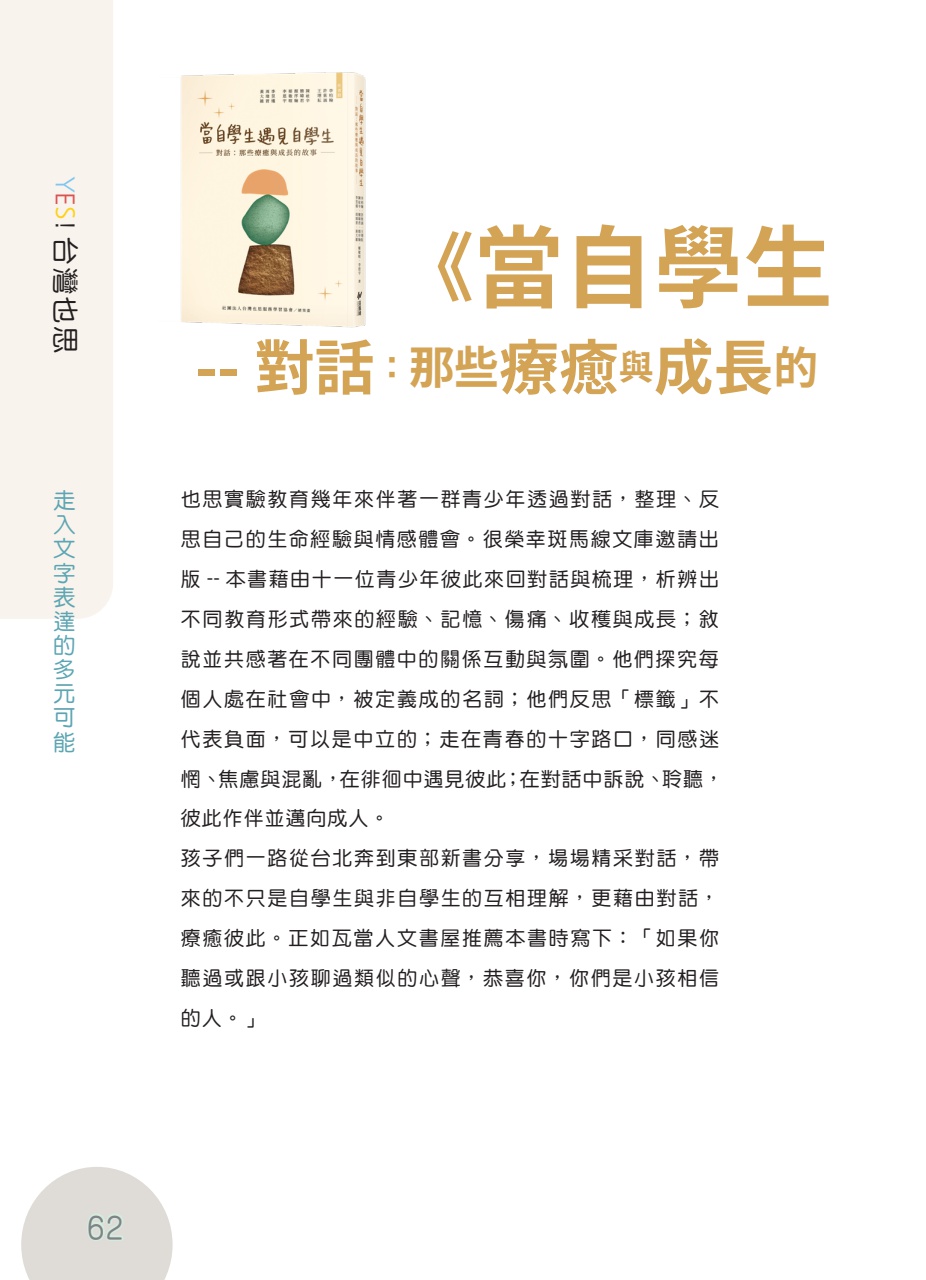 當自學生遇見自學生
對話：那些療癒與成長的故事
YES! 台灣也思
走入文字表達的多元可能
《當自學生
-- 對話：那些療癒與成長的
也思實驗教育幾年來伴著一群青少年透過對話，整理、反
思自己的生命經驗與情感體會。很榮幸斑馬線文庫邀請出
版 -- 本書藉由十一位青少年彼此來回對話與梳理，析辨出
不同教育形式帶來的經驗、記憶、傷痛、收穫與成長；敘
說並共感著在不同團體中的關係互動與氛圍。他們探究每
個人處在社會中，被定義成的名詞；他們反思「標籤」不
代表負面，可以是中立的；走在青春的十字路口，同感迷
惘、焦慮與混亂，在徘徊中遇見彼此；在對話中訴說、聆聽，
彼此作伴並邁向成人。
孩子們一路從台北奔到東部新書分享，場場精采對話，帶
來的不只是自學生與非自學生的互相理解，更藉由對話，
療癒彼此。正如瓦當人文書屋推薦本書時寫下：「如果你
聽過或跟小孩聊過類似的心聲，恭喜你，你們是小孩相信
的人。」
62